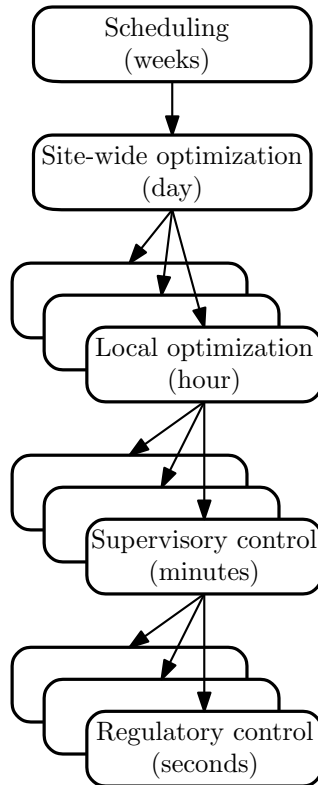 Scheduling
(weeks)
Site-wide optimization
(day)
Local optimization
(hour)
Supervisory control
(minutes)
Regulatory control
(seconds)